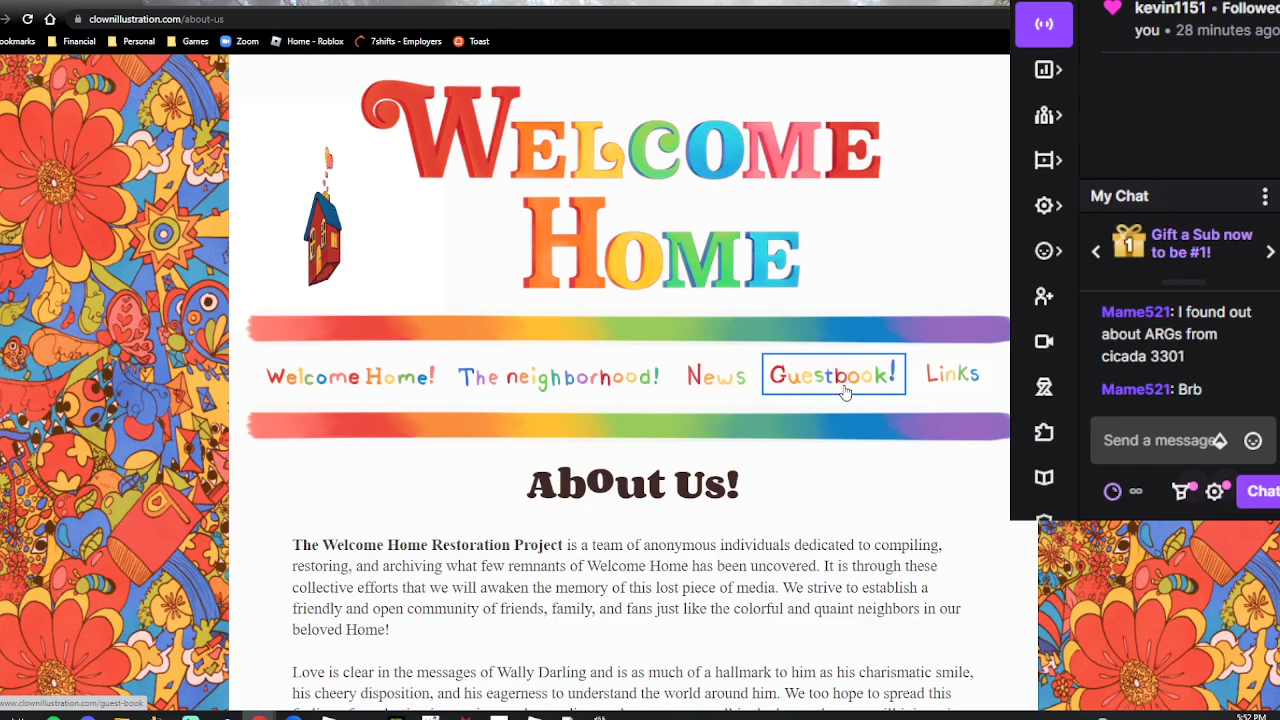 clownillustration.com/about-us
ookmarks Financial Personal Games Zoom Home - Roblox 7shifts - Employers Toast
WELCOME
HOME
Welcome Home! The neighborhood! News Guestbook! Links
About Us!
The Welcome Home Restoration Project is a team of anonymous individuals dedicated to compiling,
restoring, and archiving what few remnants of Welcome Home has been uncovered. It is through these
collective efforts that we will awaken the memory of this lost piece of media. We strive to establish a
friendly and open community of friends, family, and fans just like the colorful and quaint neighbors in our
beloved Home!
Love is clear in the messages of Wally Darling and is as much of a hallmark to him as his charismatic smile,
his cheery disposition, and his eagerness to understand the world around him. We too hope to spread this
www.clownillustration.com/guest-book
kevin1151 • Followed
you • 28 minutes ago
My Chat
1
Gift a Sub now
to be #1!
Mame521: I found out
about ARGs from
cicada 3301
Mame521: Brb
Send a message
Chat